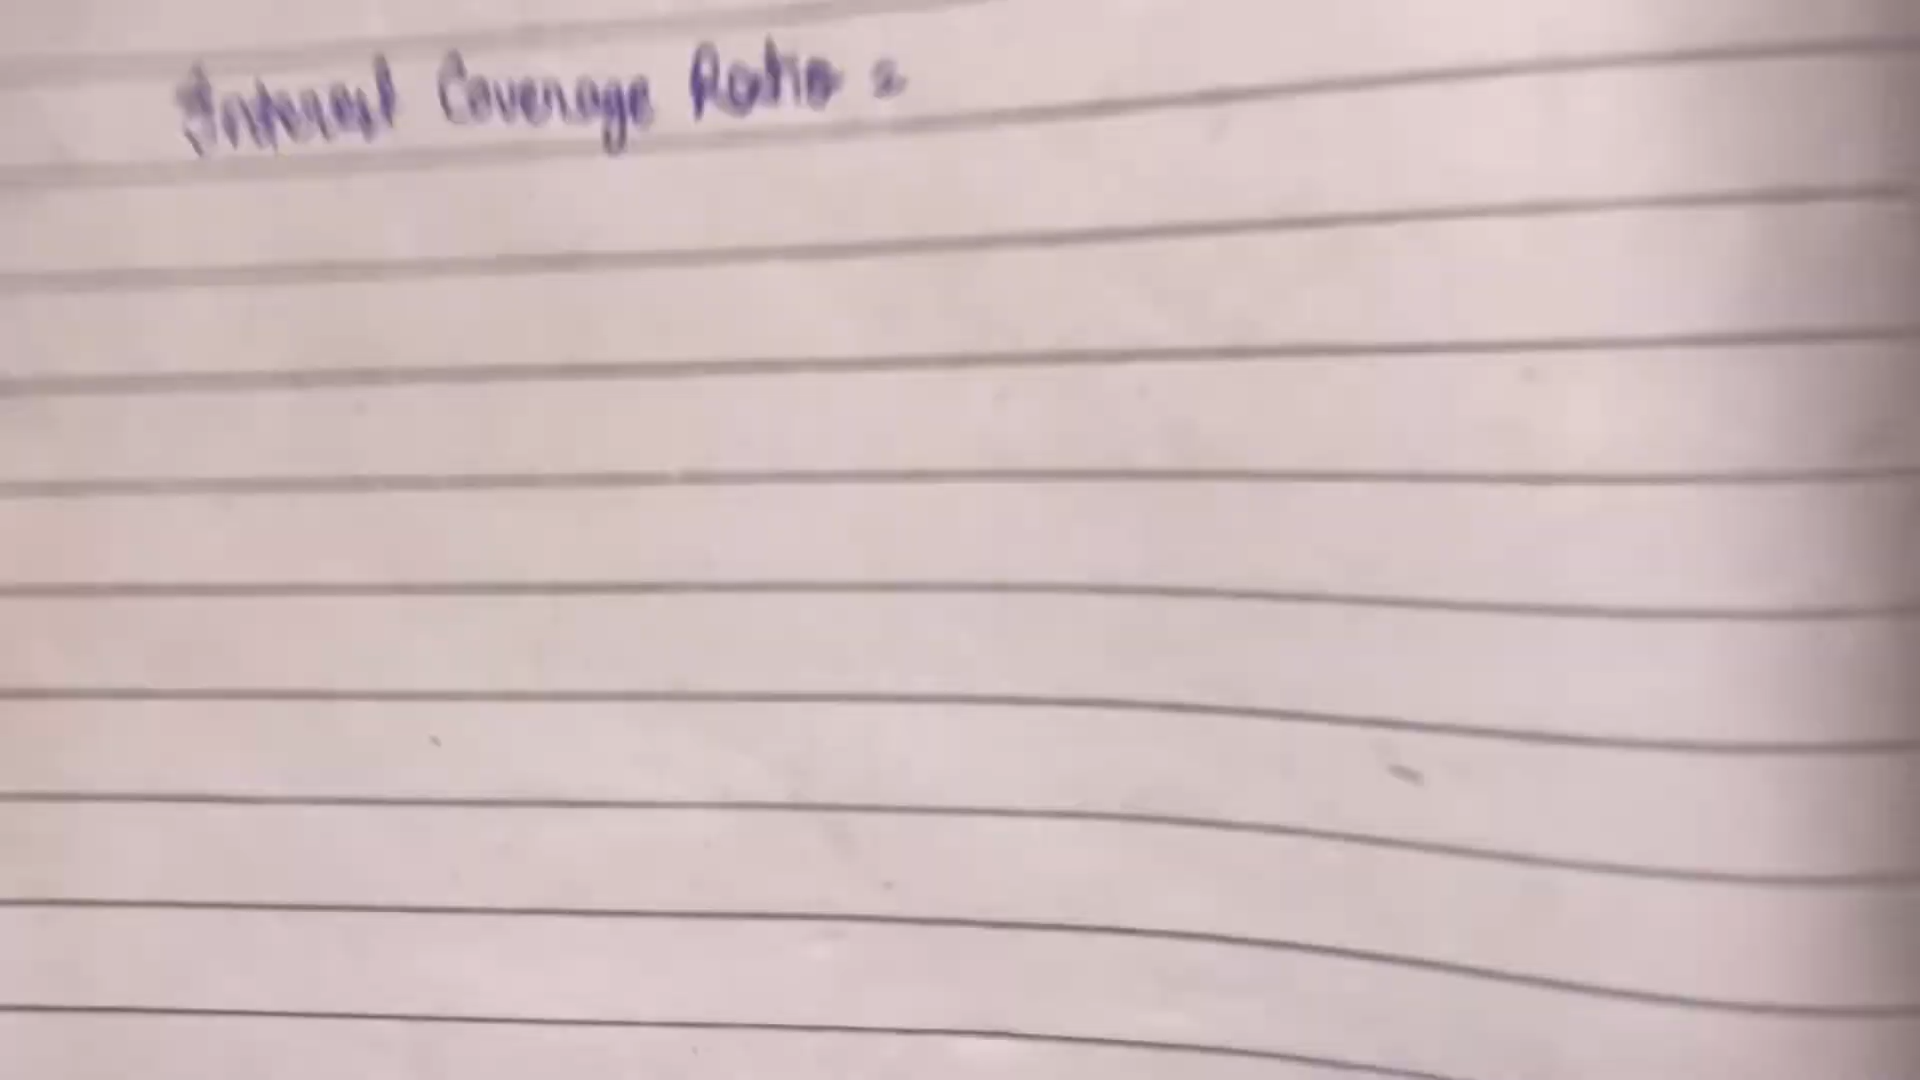 Interest Coverage Ratio =